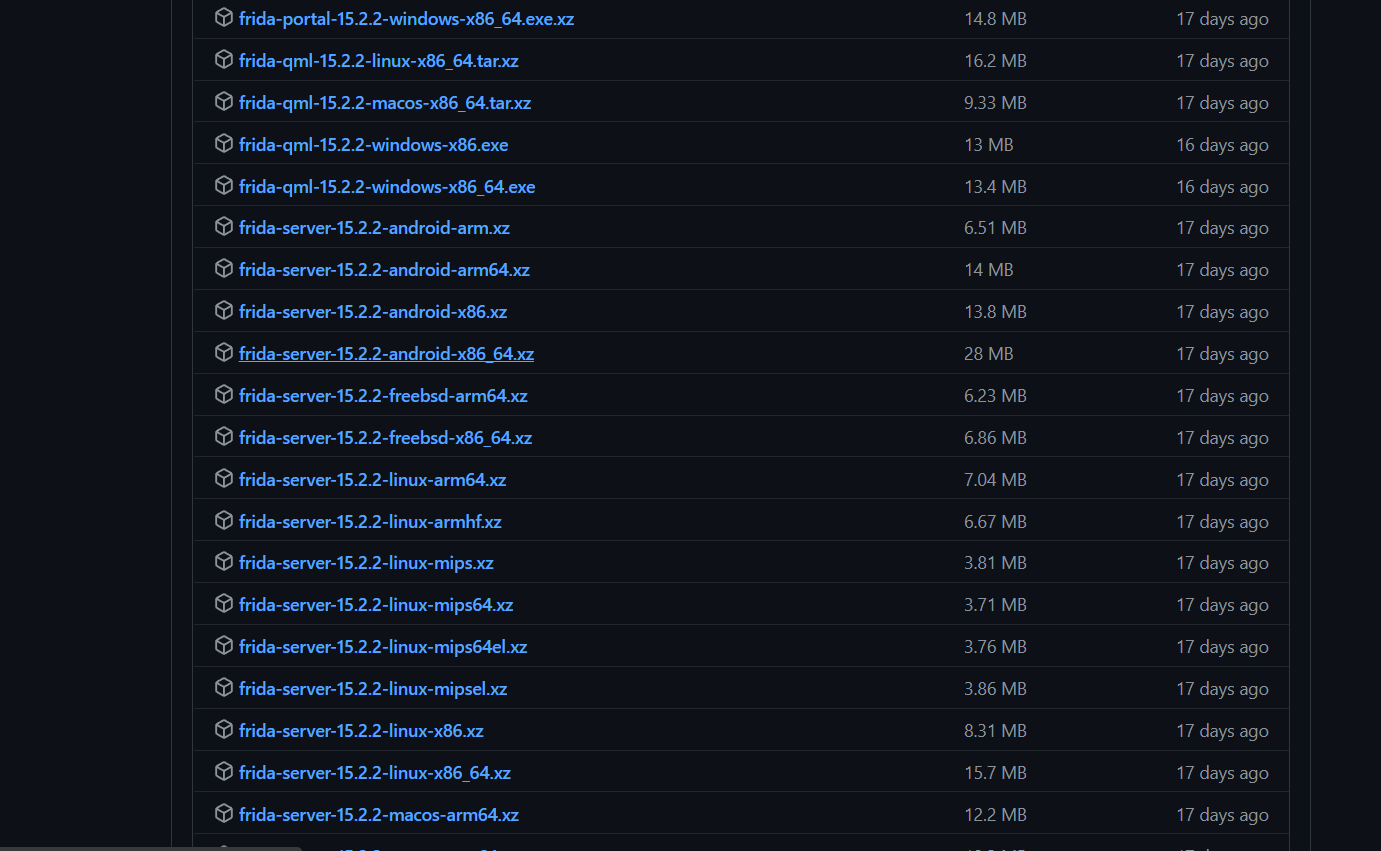 frida-portal-15.2.2-windows-x86_64.exe.xz 14.8 MB 17 days ago
frida-qml-15.2.2-linux-x86_64.tar.xz 16.2 MB 17 days ago
frida-qml-15.2.2-macos-x86_64.tar.xz 9.33 MB 17 days ago
frida-qml-15.2.2-windows-x86.exe 13 MB 16 days ago
frida-qml-15.2.2-windows-x86_64.exe 13.4 MB 16 days ago
frida-server-15.2.2-android-arm.xz 6.51 MB 17 days ago
frida-server-15.2.2-android-arm64.xz 14 MB 17 days ago
frida-server-15.2.2-android-x86.xz 13.8 MB 17 days ago
frida-server-15.2.2-android-x86_64.xz 28 MB 17 days ago
frida-server-15.2.2-freebsd-arm64.xz 6.23 MB 17 days ago
frida-server-15.2.2-freebsd-x86_64.xz 6.86 MB 17 days ago
frida-server-15.2.2-linux-arm64.xz 7.04 MB 17 days ago
frida-server-15.2.2-linux-armhf.xz 6.67 MB 17 days ago
frida-server-15.2.2-linux-mips.xz 3.81 MB 17 days ago
frida-server-15.2.2-linux-mips64.xz 3.71 MB 17 days ago
frida-server-15.2.2-linux-mips64el.xz 3.76 MB 17 days ago
frida-server-15.2.2-linux-mipsel.xz 3.86 MB 17 days ago
frida-server-15.2.2-linux-x86.xz 8.31 MB 17 days ago
frida-server-15.2.2-linux-x86_64.xz 15.7 MB 17 days ago
frida-server-15.2.2-macos-arm64.xz 12.2 MB 17 days ago